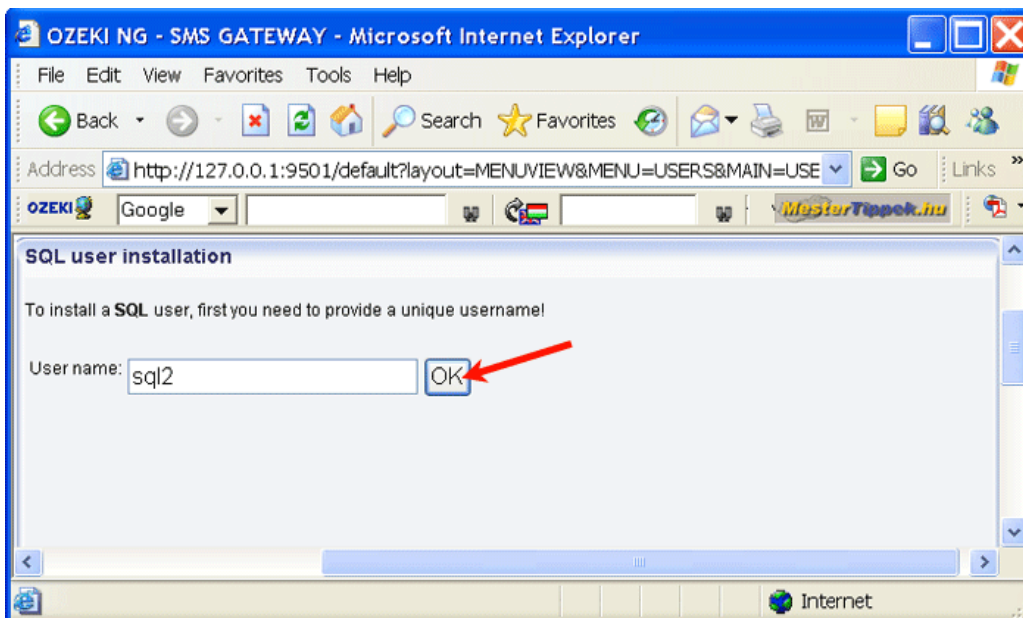 OZEKI NG - SMS GATEWAY - Microsoft Internet Explorer
File Edit View Favorites Tools Help
Back Search Favorites W
Address http://127.0.0.1:9501/default?layout=MENUVIEW&MENU=USERS&MAIN=USE Go Links »
OZEKI Google MesterTippek.hu
SQL user installation
To install a SQL user, first you need to provide a unique username!
User name: sql2 OK
Internet